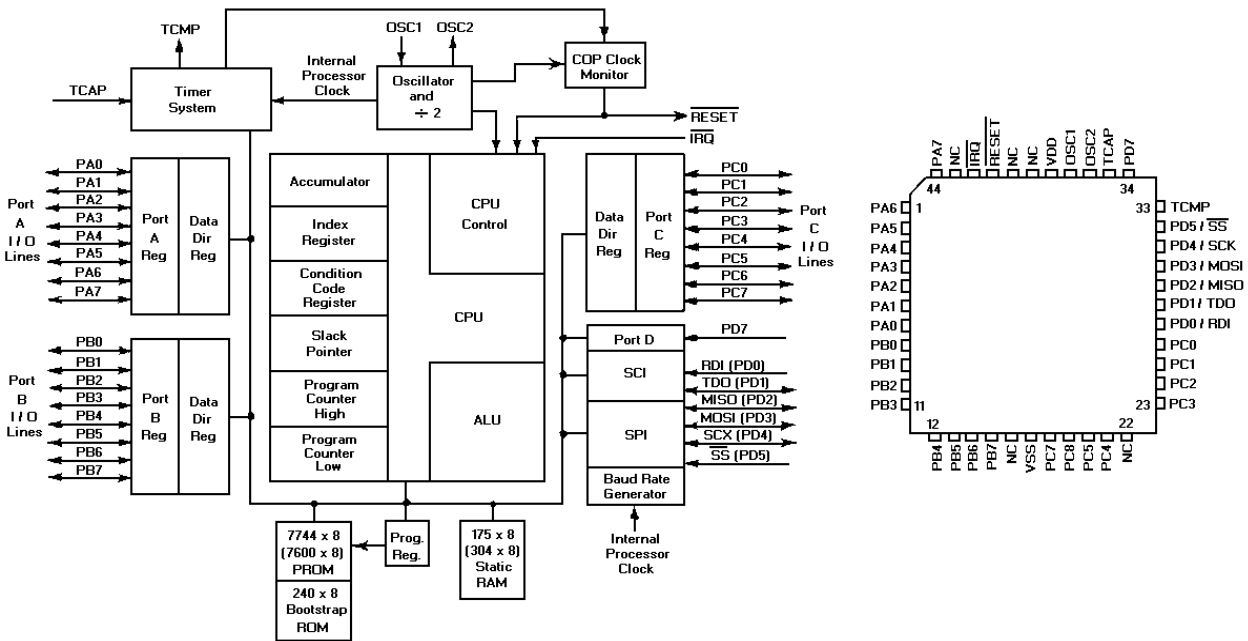 TCMP
OSC1
OSC2
TCAP
Timer
System
Internal
Processor
Clock
Oscillator
and
÷ 2
COP Clock
Monitor
RESET
IRQ
Port
A
I / O
Lines
PA0
PA1
PA2
PA3
PA4
PA5
PA6
PA7
Port
A
Reg
Data
Dir
Reg
Port
B
I / O
Lines
PB0
PB1
PB2
PB3
PB4
PB5
PB6
PB7
Port
B
Reg
Data
Dir
Reg
Accumulator
Index
Register
Condition
Code
Register
Slack
Pointer
Program
Counter
High
Program
Counter
Low
CPU
Control
CPU
ALU
Data
Dir
Reg
Port
C
Reg
PC0
PC1
PC2
PC3
PC4
PC5
PC6
PC7
Port
C
I / O
Lines
Port D
SCI
SPI
Baud Rate
Generator
PD7
RDI (PD0)
TDO (PD1)
MISO (PD2)
MOSI (PD3)
SCX (PD4)
SS (PD5)
Internal
Processor
Clock
7744 x 8
(7600 x 8)
PROM
240 x 8
Bootstrap
ROM
Prog.
Reg.
175 x 8
(304 x 8)
Static
RAM
PA7
NC
IRQ
RESET
NC
NC
VDD
OSC1
OSC2
TCAP
PD7
44
34
PA6
PA5
PA4
PA3
PA2
PA1
PA0
PB0
PB1
PB2
PB3
1
11
33
23
TCMP
PD5 / SS
PD4 / SCK
PD3 / MOSI
PD2 / MISO
PD1 / TDO
PD0 / RDI
PC0
PC1
PC2
PC3
12
22
PB4
PB5
PB6
PB7
NC
VSS
PC7
PC8
PC5
PC4
NC